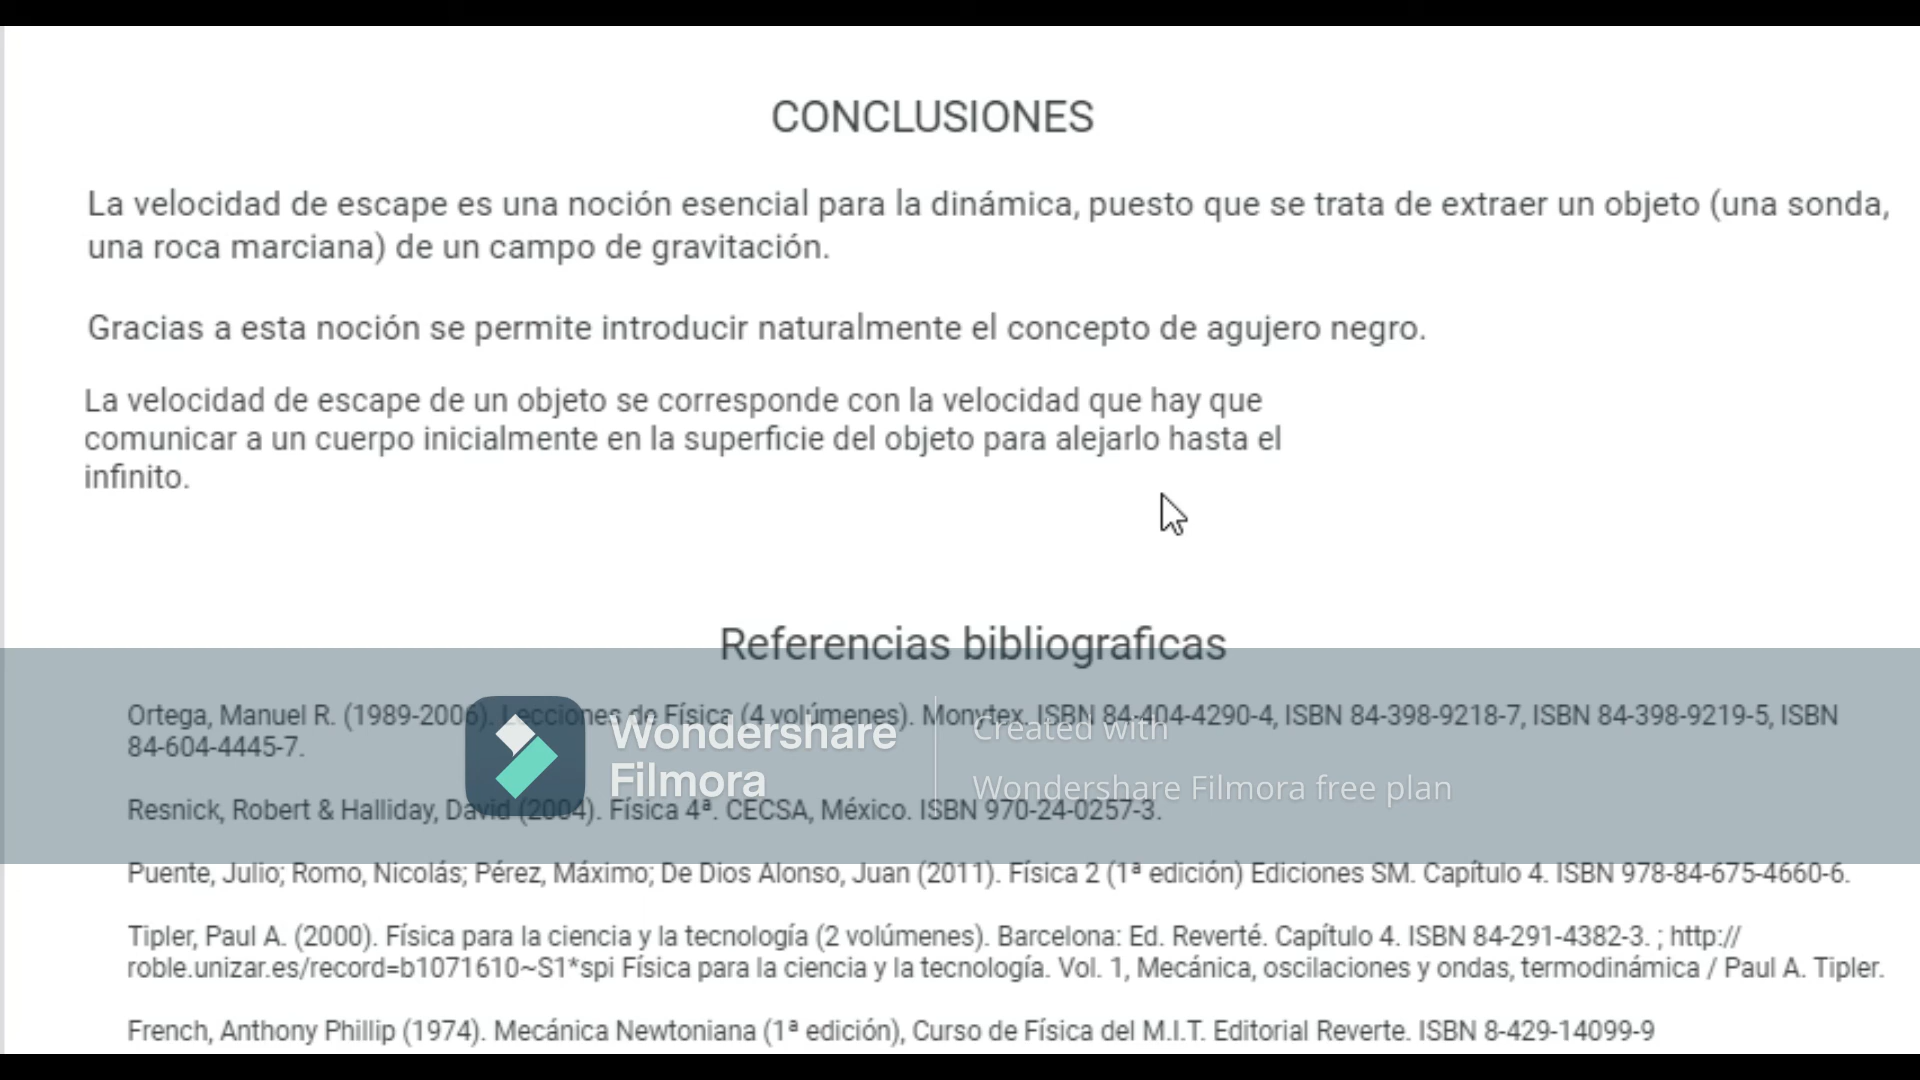 CONCLUSIONES
La velocidad de escape es una noción esencial para la dinámica, puesto que se trata de extraer un objeto (una sonda,
una roca marciana) de un campo de gravitación.
Gracias a esta noción se permite introducir naturalmente el concepto de agujero negro.
La velocidad de escape de un objeto se corresponde con la velocidad que hay que
comunicar a un cuerpo inicialmente en la superficie del objeto para alejarlo hasta el
infinito.
Referencias bibliograficas
Ortega, Manuel R. (1989-2006). Lecciones de Física (4 volúmenes). Monytex. ISBN 84-404-4290-4, ISBN 84-398-9218-7, ISBN 84-398-9219-5, ISBN
84-604-4445-7.
Wondershare
Filmora
Created with
Wondershare Filmora free plan
Resnick, Robert & Halliday, David (2004). Física 4ª. CECSA, México. ISBN 970-24-0257-3.
Puente, Julio; Romo, Nicolás; Pérez, Máximo; De Dios Alonso, Juan (2011). Física 2 (1ª edición) Ediciones SM. Capítulo 4. ISBN 978-84-675-4660-6.
Tipler, Paul A. (2000). Física para la ciencia y la tecnología (2 volúmenes). Barcelona: Ed. Reverté. Capítulo 4. ISBN 84-291-4382-3. ; http://
roble.unizar.es/record=b1071610~S1*spi Física para la ciencia y la tecnología. Vol. 1, Mecánica, oscilaciones y ondas, termodinámica / Paul A. Tipler.
French, Anthony Phillip (1974). Mecánica Newtoniana (1ª edición), Curso de Física del M.I.T. Editorial Reverte. ISBN 8-429-14099-9